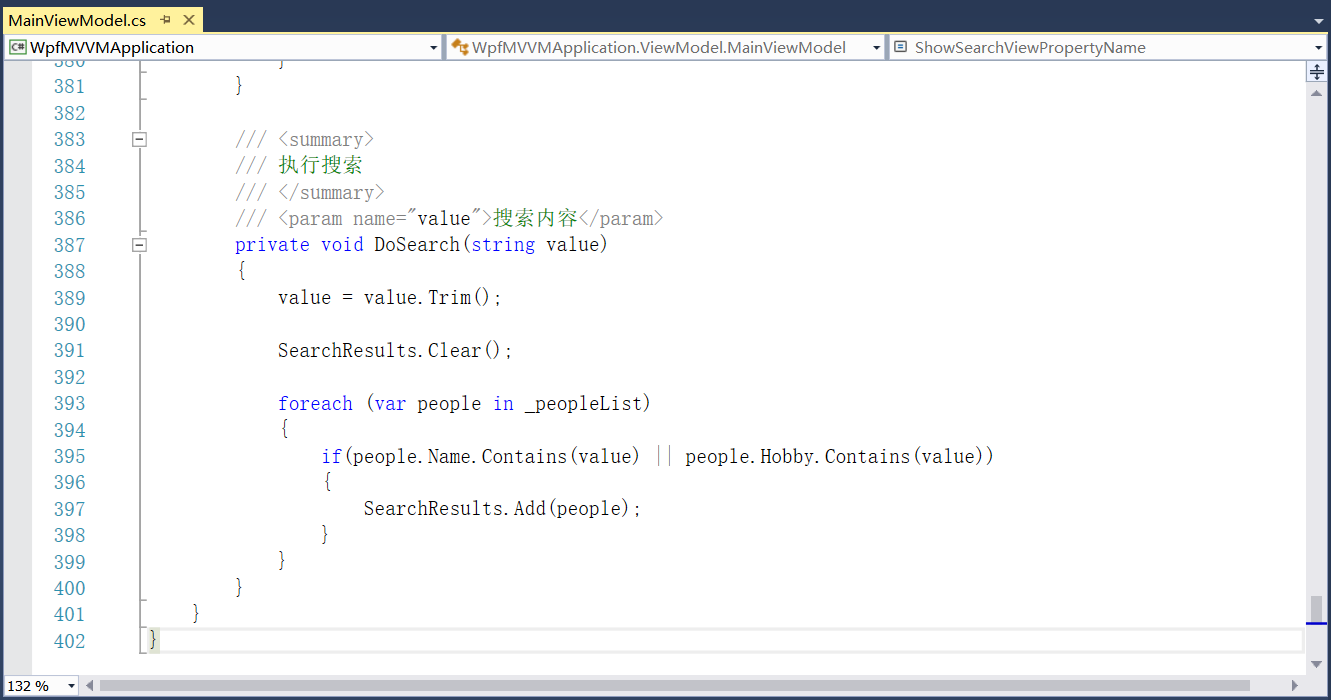 MainViewModel.cs
WpfMVVMApplication WpfMVVMApplication.ViewModel.MainViewModel ShowSearchViewPropertyName
380 }
381 }
382
383 /// <summary>
384 /// 执行搜索
385 /// </summary>
386 /// <param name="value">搜索内容</param>
387 private void DoSearch(string value)
388 {
389 value = value.Trim();
390
391 SearchResults.Clear();
392
393 foreach (var people in _peopleList)
394 {
395 if(people.Name.Contains(value) || people.Hobby.Contains(value))
396 {
397 SearchResults.Add(people);
398 }
399 }
400 }
401 }
402 }
132 %